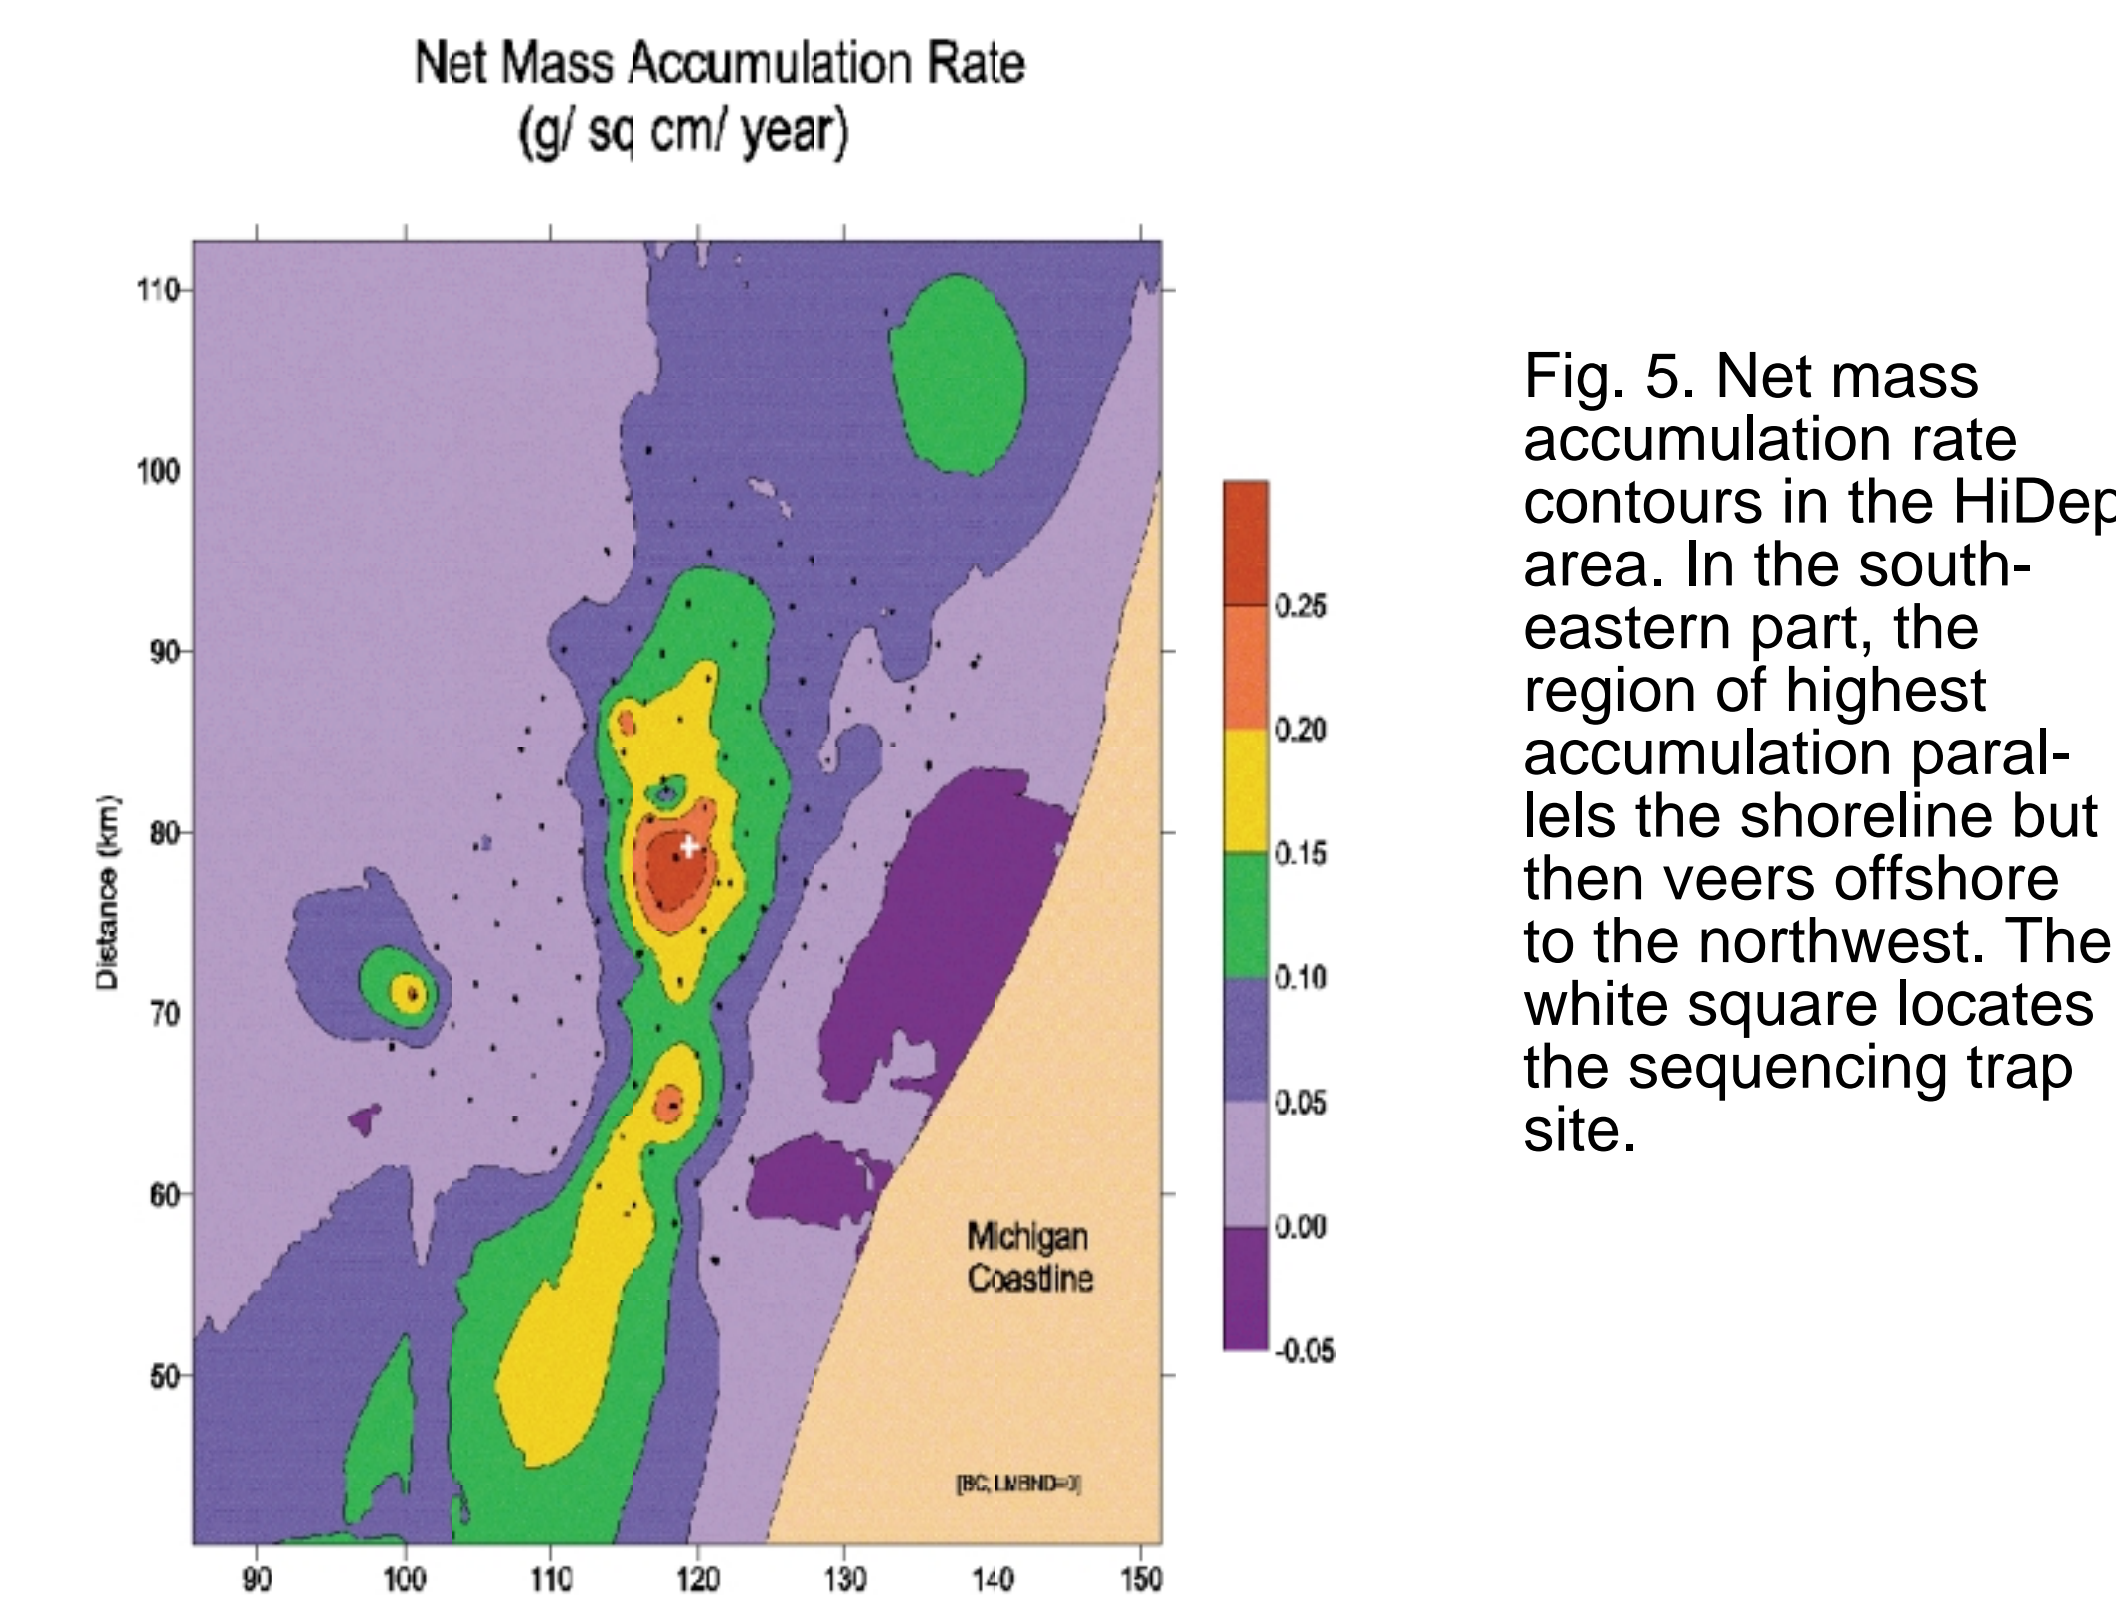 Net Mass Accumulation Rate
(g/ sq cm/ year)
110
100
90
80
70
60
50
Distance (km)
90
100
110
120
130
140
150
Michigan
Coastline
[BC, LMBND=0]
0.25
0.20
0.15
0.10
0.05
0.00
-0.05
Fig. 5. Net mass
accumulation rate
contours in the HiDep
area. In the south-
eastern part, the
region of highest
accumulation paral-
lels the shoreline but
then veers offshore
to the northwest. The
white square locates
the sequencing trap
site.